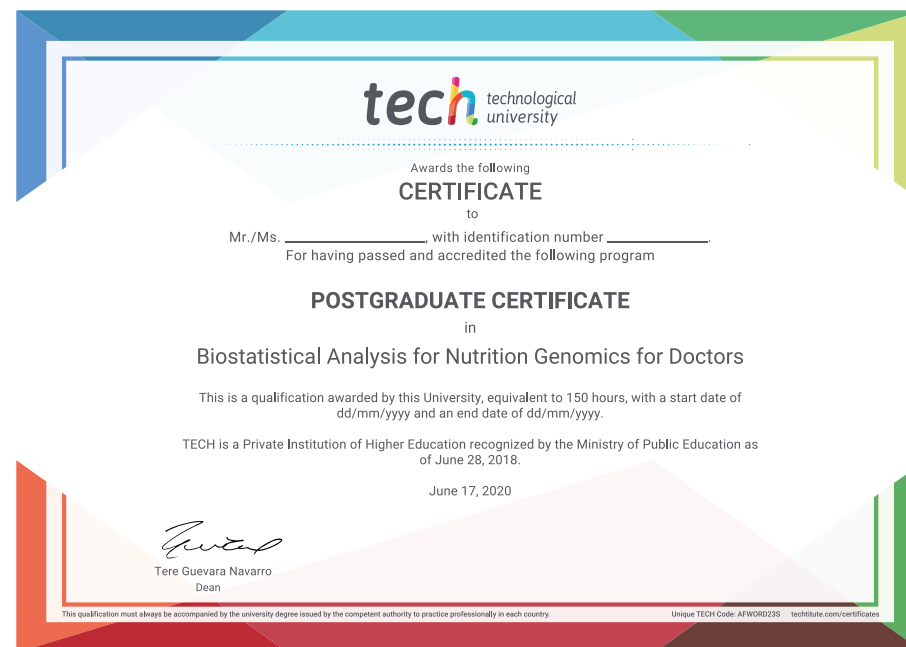 tech technological
university
Awards the following
CERTIFICATE
to
Mr./Ms. ____________________, with identification number ______________.
For having passed and accredited the following program
POSTGRADUATE CERTIFICATE
in
Biostatistical Analysis for Nutrition Genomics for Doctors
This is a qualification awarded by this University, equivalent to 150 hours, with a start date of
dd/mm/yyyy and an end date of dd/mm/yyyy.
TECH is a Private Institution of Higher Education recognized by the Ministry of Public Education as
of June 28, 2018.
June 17, 2020
Tere Guevara Navarro
Dean
This qualification must always be accompanied by the university degree issued by the competent authority to practice professionally in each country. Unique TECH Code: AFWORD23S techtitute.com/certificates